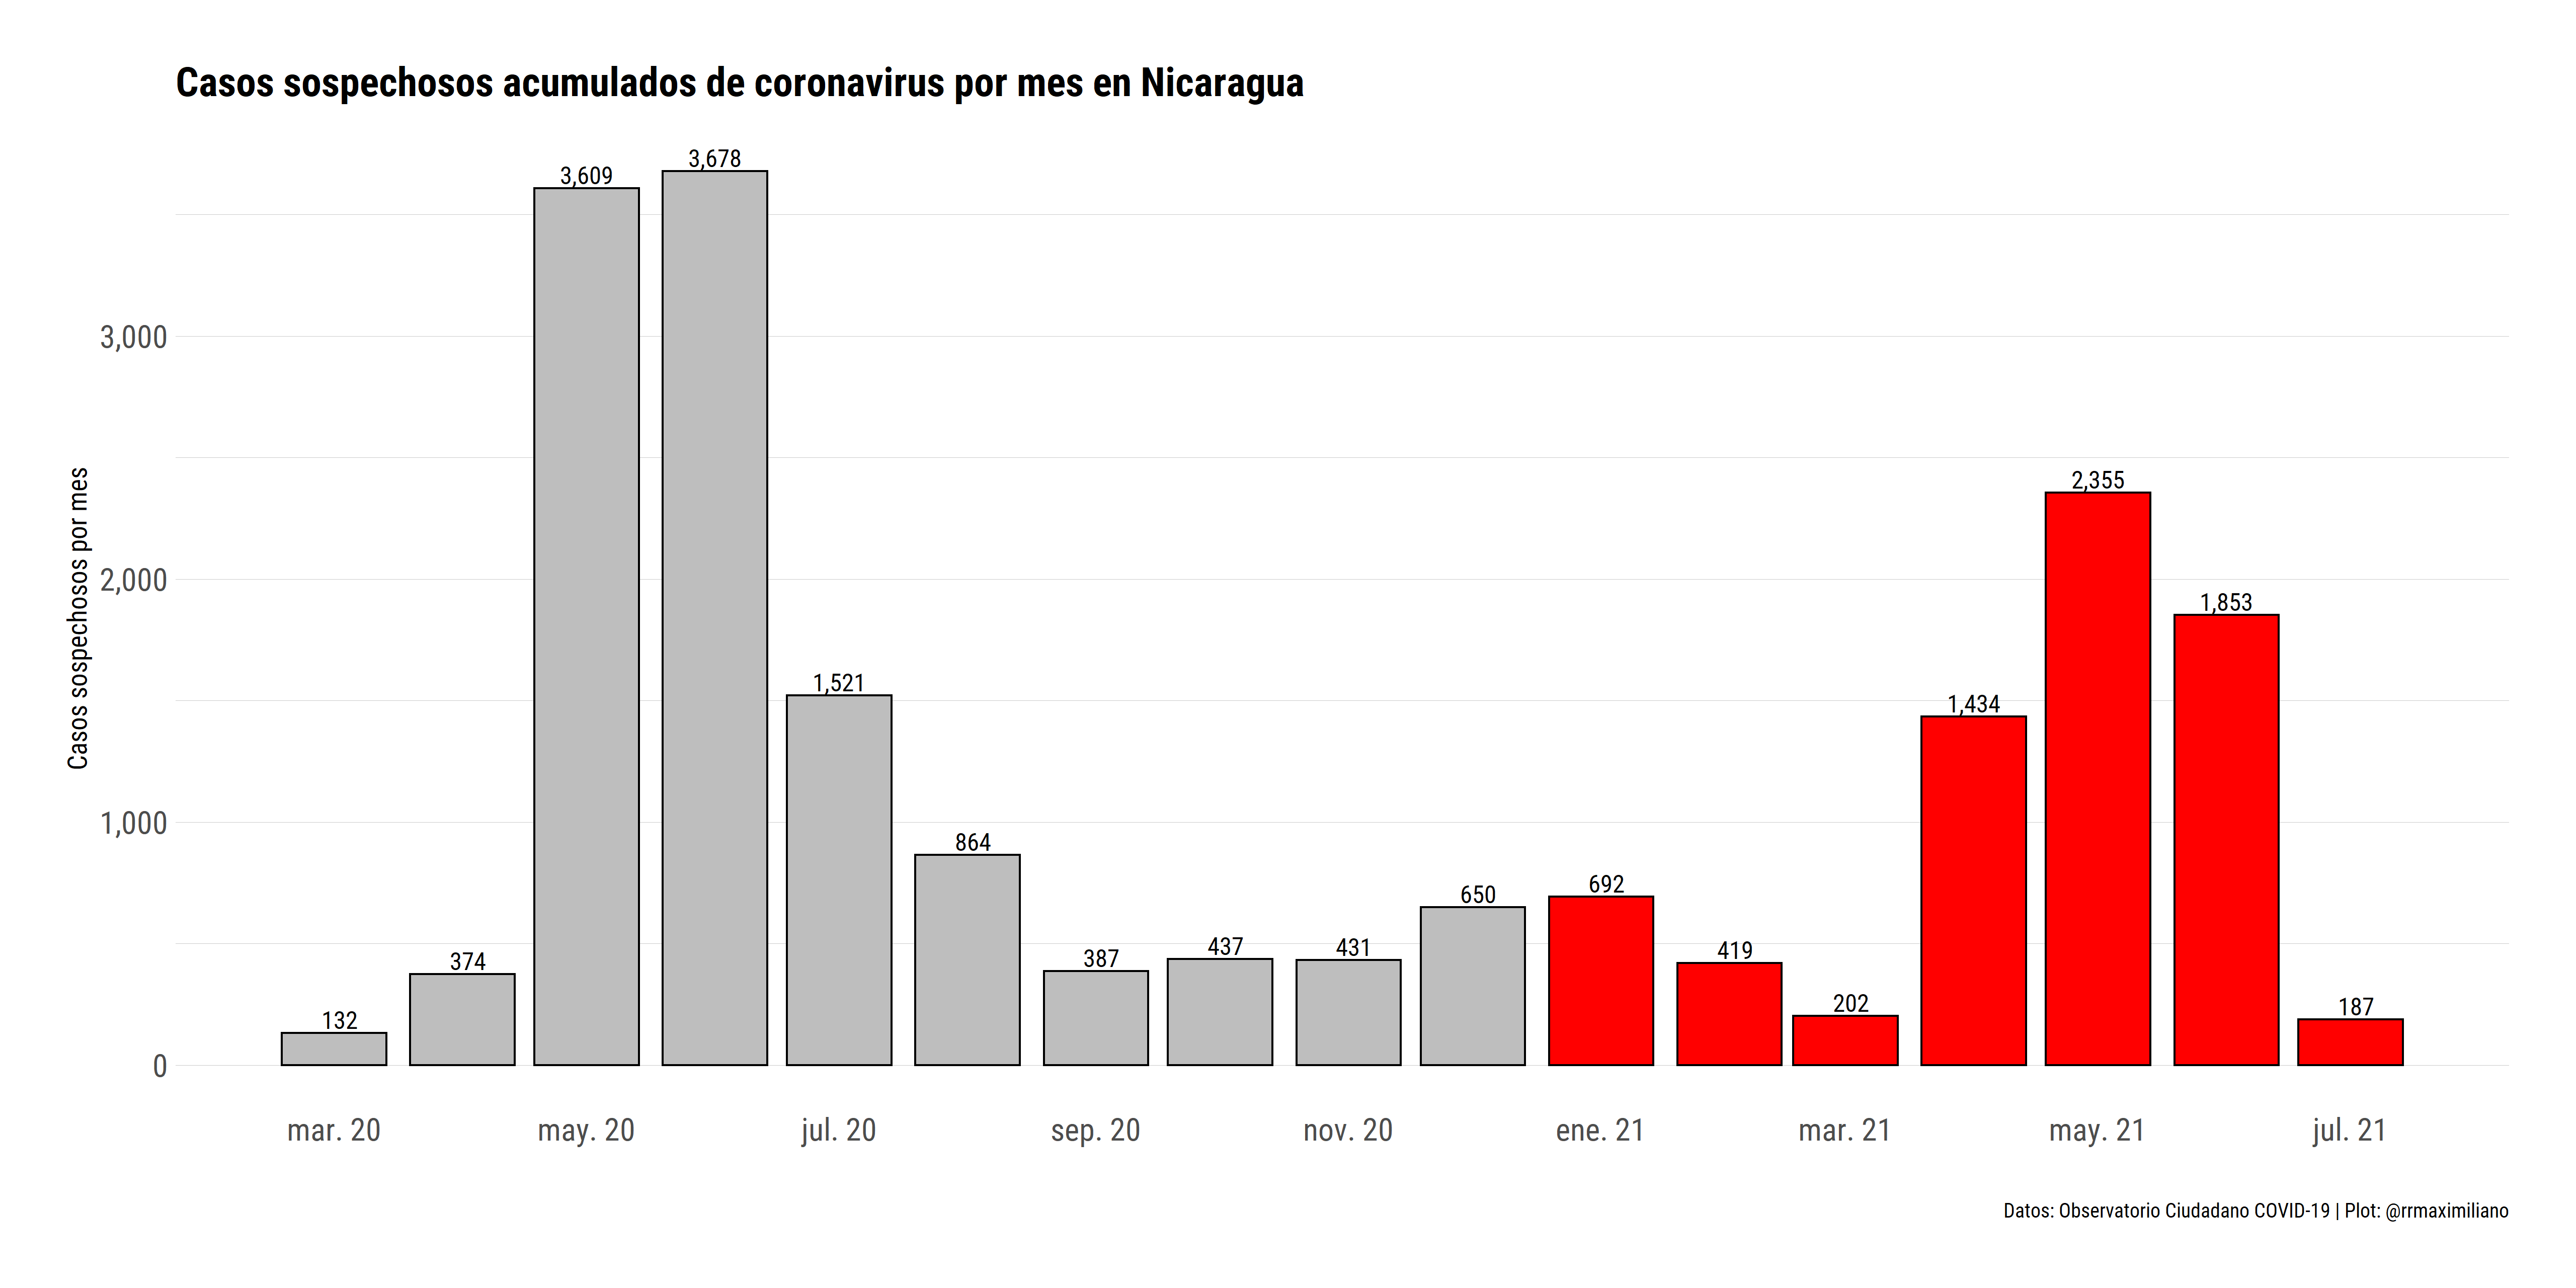 Casos sospechosos acumulados de coronavirus por mes en Nicaragua
Casos sospechosos por mes
3,000
2,000
1,000
0
132
374
3,609
3,678
1,521
864
387
437
431
650
692
419
202
1,434
2,355
1,853
187
mar. 20
may. 20
jul. 20
sep. 20
nov. 20
ene. 21
mar. 21
may. 21
jul. 21
Datos: Observatorio Ciudadano COVID-19 | Plot: @rrmaximiliano